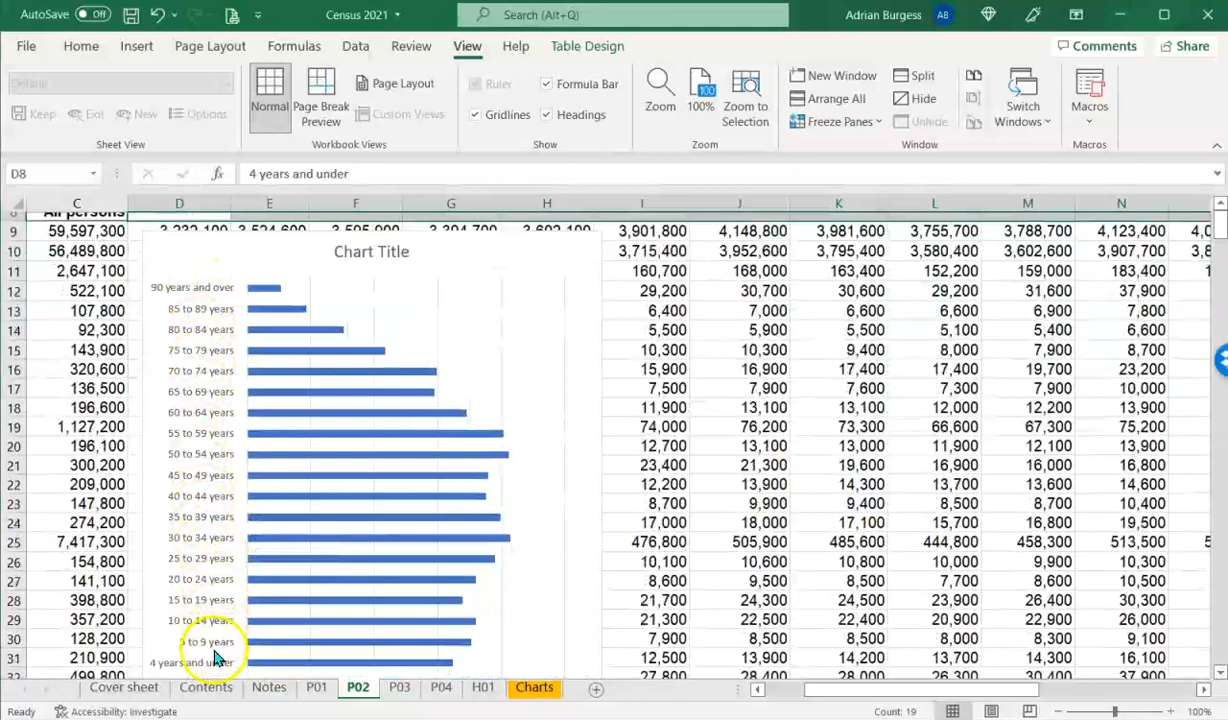 AutoSave Off Census 2021 Search (Alt+Q) Adrian Burgess AB
File Home Insert Page Layout Formulas Data Review View Help Table Design Comments Share
Default
Keep Exit New Options
Sheet View
Normal Page Break Preview Page Layout Custom Views
Workbook Views
Ruler Formula Bar
Gridlines Headings
Show
Zoom 100% Zoom to Selection
Zoom
New Window Split
Arrange All Hide
Freeze Panes Unhide
Switch Windows
Window
Macros
Macros
D8 fx 4 years and under
C D E F G H I J K L M N
All persons
9 59,597,300 3,901,800 4,148,800 3,981,600 3,755,700 3,788,700 4,123,400
10 56,489,800 3,715,400 3,952,600 3,795,400 3,580,400 3,602,600 3,907,700
11 2,647,100 160,700 168,000 163,400 152,200 159,000 183,400
12 522,100 29,200 30,700 30,600 29,200 31,600 37,900
13 107,800 6,400 7,000 6,600 6,600 6,900 7,800
14 92,300 5,500 5,900 5,500 5,100 5,400 6,600
15 143,900 10,300 10,300 9,400 8,000 7,900 8,700
16 320,600 15,900 16,900 17,400 17,400 19,700 23,200
17 136,500 7,500 7,900 7,600 7,300 7,900 10,000
18 196,600 11,900 13,100 13,100 12,000 12,200 13,900
19 1,127,200 74,000 76,200 73,300 66,600 67,300 75,200
20 196,100 12,700 13,100 13,000 11,900 12,100 13,900
21 300,200 23,400 21,300 19,600 16,900 16,600 16,800
22 209,000 12,200 13,900 14,300 13,700 13,600 14,600
23 147,800 8,700 9,900 9,400 8,500 8,700 10,400
24 274,200 17,000 18,000 17,100 15,700 16,800 19,500
25 7,417,300 476,800 505,900 485,600 444,800 458,300 513,500
26 154,800 10,100 10,600 10,800 10,000 9,900 10,300
27 141,100 8,600 9,500 8,500 7,700 8,600 10,500
28 398,800 21,700 24,300 24,500 23,900 26,400 30,300
29 357,200 21,300 22,500 22,400 20,900 22,900 26,000
30 128,200 7,900 8,500 8,600 8,000 8,300 9,100
31 210,900 12,500 13,900 14,200 13,700 14,400 16,100
Chart Title
90 years and over
85 to 89 years
80 to 84 years
75 to 79 years
70 to 74 years
65 to 69 years
60 to 64 years
55 to 59 years
50 to 54 years
45 to 49 years
40 to 44 years
35 to 39 years
30 to 34 years
25 to 29 years
20 to 24 years
15 to 19 years
10 to 14 years
5 to 9 years
4 years and under
Cover sheet Contents Notes P01 P02 P03 P04 H01 Charts
Ready Accessibility: Investigate Count: 19 100%